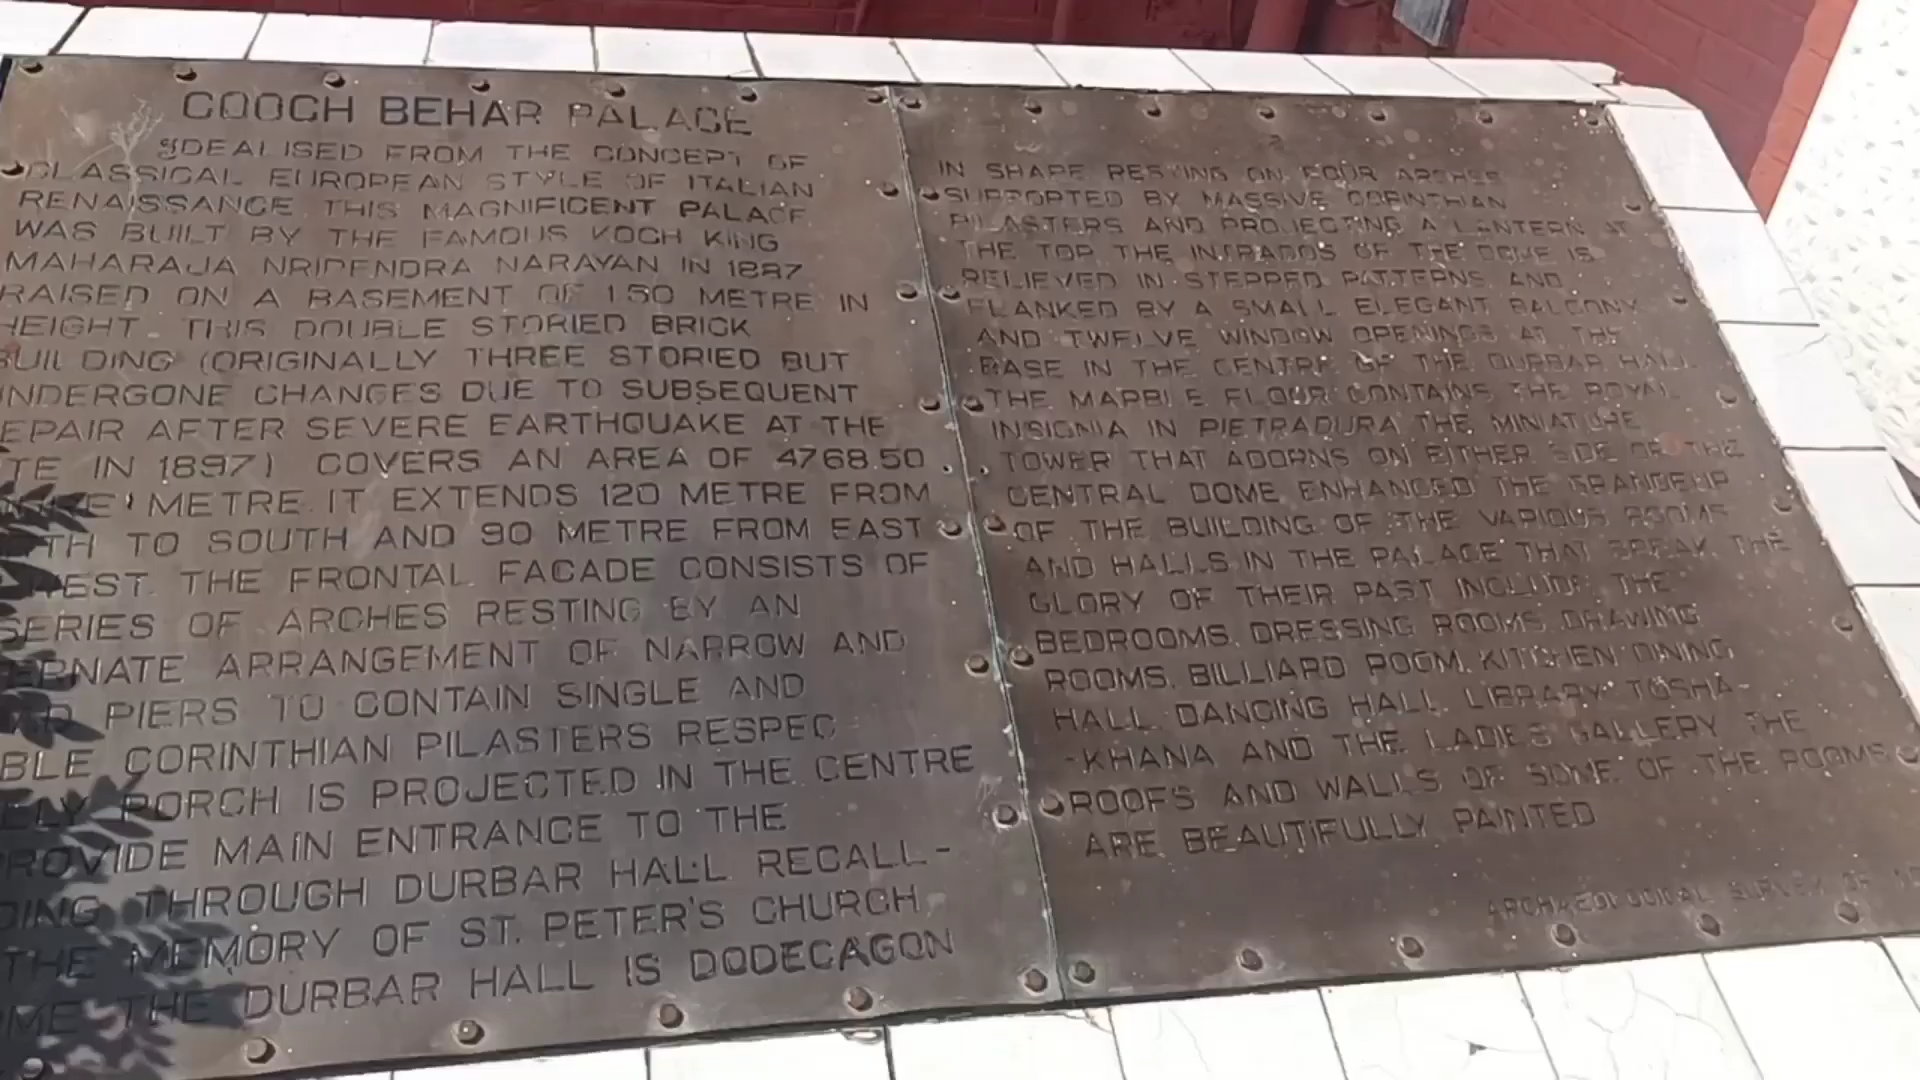 COOCH BEHAR PALACE
IDEALISED FROM THE CONCEPT OF
CLASSICAL EUROPEAN STYLE OF ITALIAN
RENAISSANCE THIS MAGNIFICENT PALACE
WAS BUILT BY THE FAMOUS KOCH KING
MAHARAJA NRIPENDRA NARAYAN IN 1887
RAISED ON A BASEMENT OF 1.50 METRE IN
HEIGHT. THIS DOUBLE STORIED BRICK
BUILDING (ORIGINALLY THREE STORIED BUT
UNDERGONE CHANGES DUE TO SUBSEQUENT
EPAIR AFTER SEVERE EARTHQUAKE AT THE
TE IN 1897) COVERS AN AREA OF 4768.50
METRE. IT EXTENDS 120 METRE FROM
TH TO SOUTH AND 90 METRE FROM EAST
EST. THE FRONTAL FACADE CONSISTS OF
SERIES OF ARCHES RESTING BY AN
ERNATE ARRANGEMENT OF NARROW AND
PIERS TO CONTAIN SINGLE AND
BLE CORINTHIAN PILASTERS RESPEC
LLY PORCH IS PROJECTED IN THE CENTRE
PROVIDE MAIN ENTRANCE TO THE
DING THROUGH DURBAR HALL RECALL-
THE MEMORY OF ST. PETER'S CHURCH
OME THE DURBAR HALL IS DODECAGON
IN SHAPE RESTING ON FOUR ARCHES
SUPPORTED BY MASSIVE CORINTHIAN
PILASTERS AND PROJECTING A LANTERN AT
THE TOP. THE INTRADOS OF THE DOME IS
RELIEVED IN STEPPED PATTERNS AND
FLANKED BY A SMALL ELEGANT BALCONY
AND TWELVE WINDOW OPENINGS AT THE
BASE IN THE CENTRE OF THE DURBAR HALL
THE MARBLE FLOUR CONTAINS THE ROYAL
INSIGNIA IN PIETRADURA THE MINIATURE
TOWER THAT ADORNS ON EITHER SIDE OF THE
CENTRAL DOME ENHANCED THE GRANDEUR
OF THE BUILDING. OF THE VARIOUS ROOMS
AND HALLS IN THE PALACE THAT SPEAK THE
GLORY OF THEIR PAST INCLUDE THE
BEDROOMS. DRESSING ROOMS. DRAWING
ROOMS. BILLIARD ROOM. KITCHEN DINING
HALL. DANCING HALL. LIBRARY. TOSHA-
-KHANA AND THE LADIES GALLERY THE
ROOFS AND WALLS OF SOME OF THE ROOMS
ARE BEAUTIFULLY PAINTED
ARCHAEOLOGICAL SURVEY OF